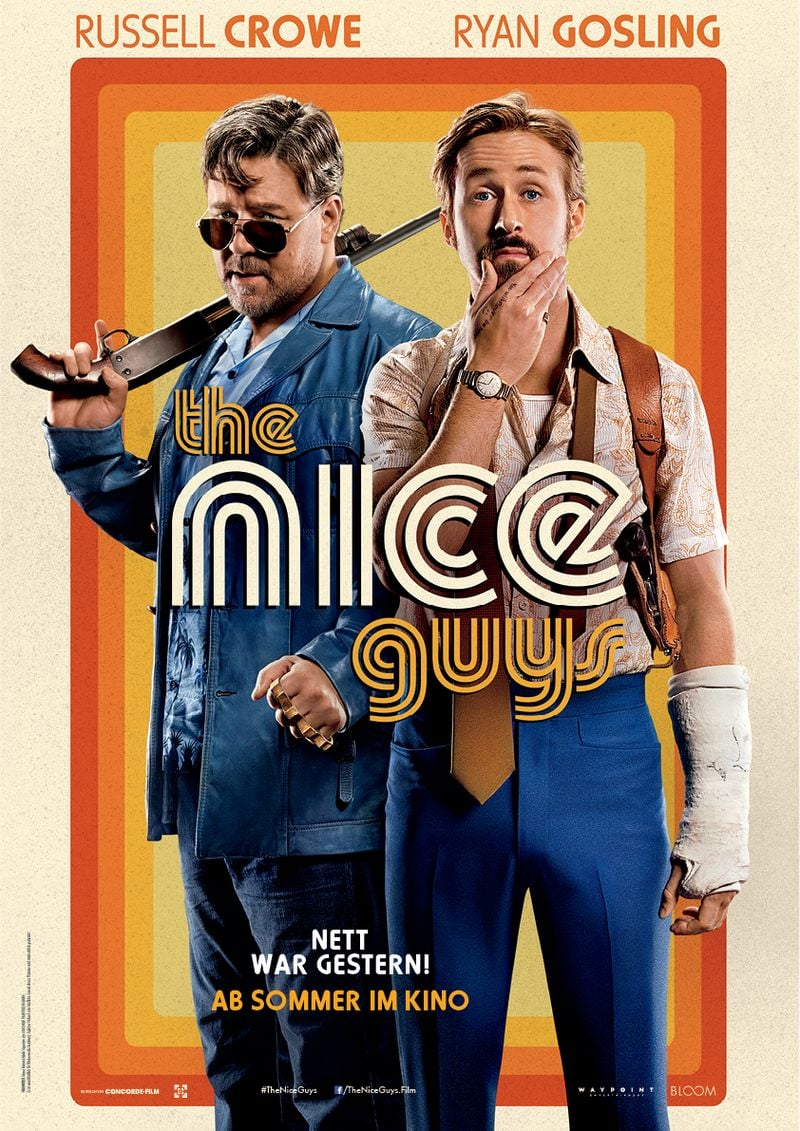 RUSSELL CROWE RYAN GOSLING
the
nice
guys
NETT
WAR GESTERN!
AB SOMMER IM KINO
CONCORDE-FILM #TheNiceGuys f/TheNiceGuys.Film WAYPOINT BLOOM
ENTERTAINMENT